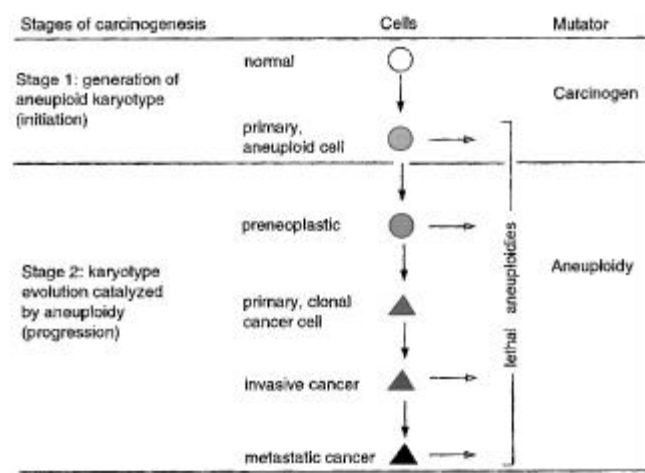 Stages of carcinogenesis
Cells
Mutator
Stage 1: generation of
aneuploid karyotype
(initiation)
normal
Carcinogen
primary,
aneuploid cell
Stage 2: karyotype
evolution catalyzed
by aneuploidy
(progression)
preneoplastic
primary, clonal
cancer cell
invasive cancer
metastatic cancer
lethal aneuploidies
Aneuploidy